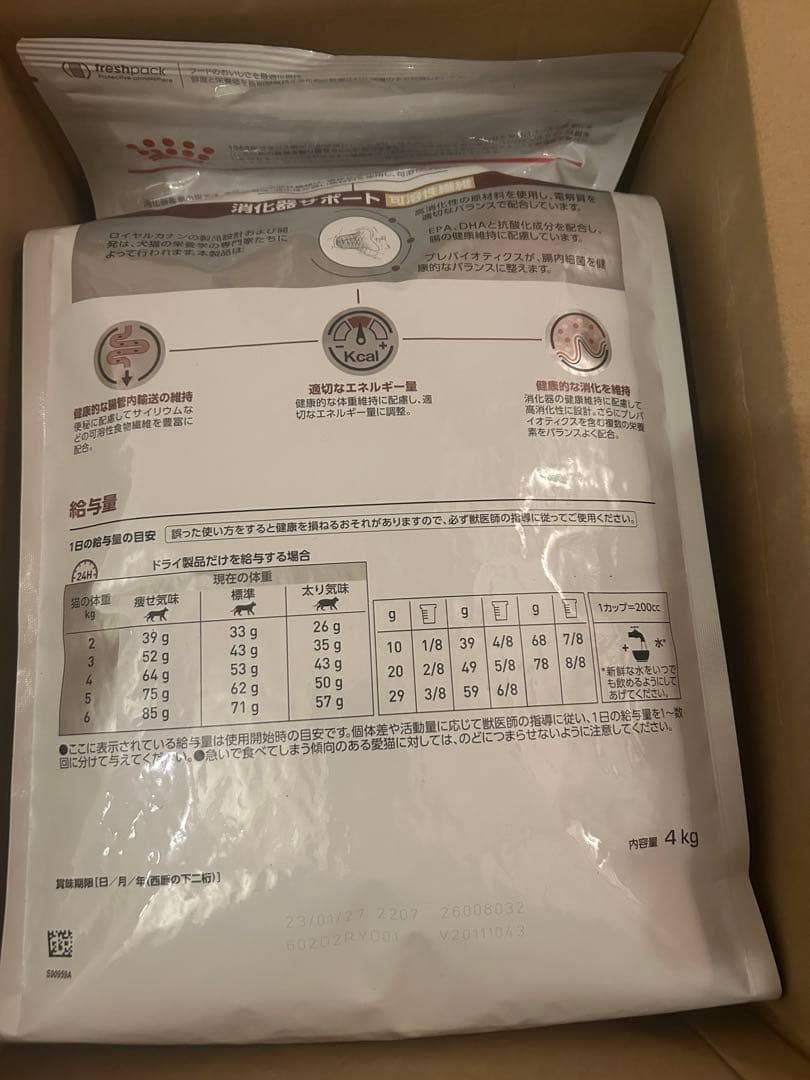 freshpack
Protective atmosphere
消化器サポート 可溶性繊維
ロイヤルカナンの製品設計および開
発は、犬猫の栄養学の専門家たちに
よって行われます。本製品は:
高消化性の原材料を使用し、電解質を
適切なバランスで配合しています。
EPA、DHAと抗酸化成分を配合し、
腸の健康維持に配慮しています。
プレバイオティクスが、腸内細菌を健
康的なバランスに整えます。
Kcal
健康的な腸管内輸送の維持
便秘に配慮してサイリウムな
どの可溶性食物繊維を豊富に
配合。
適切なエネルギー量
健康的な体重維持に配慮し、適
切なエネルギー量に調整。
健康的な消化を維持
消化器の健康維持に配慮して
高消化性に設計。さらにプレバ
イオティクスを含む複数の栄養
素をバランスよく配合。
給与量
1日の給与量の目安 誤った使い方をすると健康を損ねるおそれがありますので、必ず獣医師の指導に従ってご使用ください。
24H
ドライ製品だけを給与する場合
現在の体重
猫の体重 kg 痩せ気味 標準 太り気味
2 39 g 33 g 26 g
3 52 g 43 g 35 g
4 64 g 53 g 43 g
5 75 g 62 g 50 g
6 85 g 71 g 57 g
g g g
10 1/8 39 4/8 68 7/8
20 2/8 49 5/8 78 8/8
29 3/8 59 6/8
1カップ=200cc
+ 水*
*新鮮な水をいつで
も飲めるようにして
あげてください。
●ここに表示されている給与量は使用開始時の目安です。個体差や活動量に応じて獣医師の指導に従い、1日の給与量を1~数
回に分けて与えてください。●急いで食べてしまう傾向のある愛猫に対しては、のどにつまらせないように注意してください。
内容量 4 kg
賞味期限[日/月/年(西暦の下二桁)]
23/01/27 2207 26008032
602D2RYC01 V20111043
S90959A